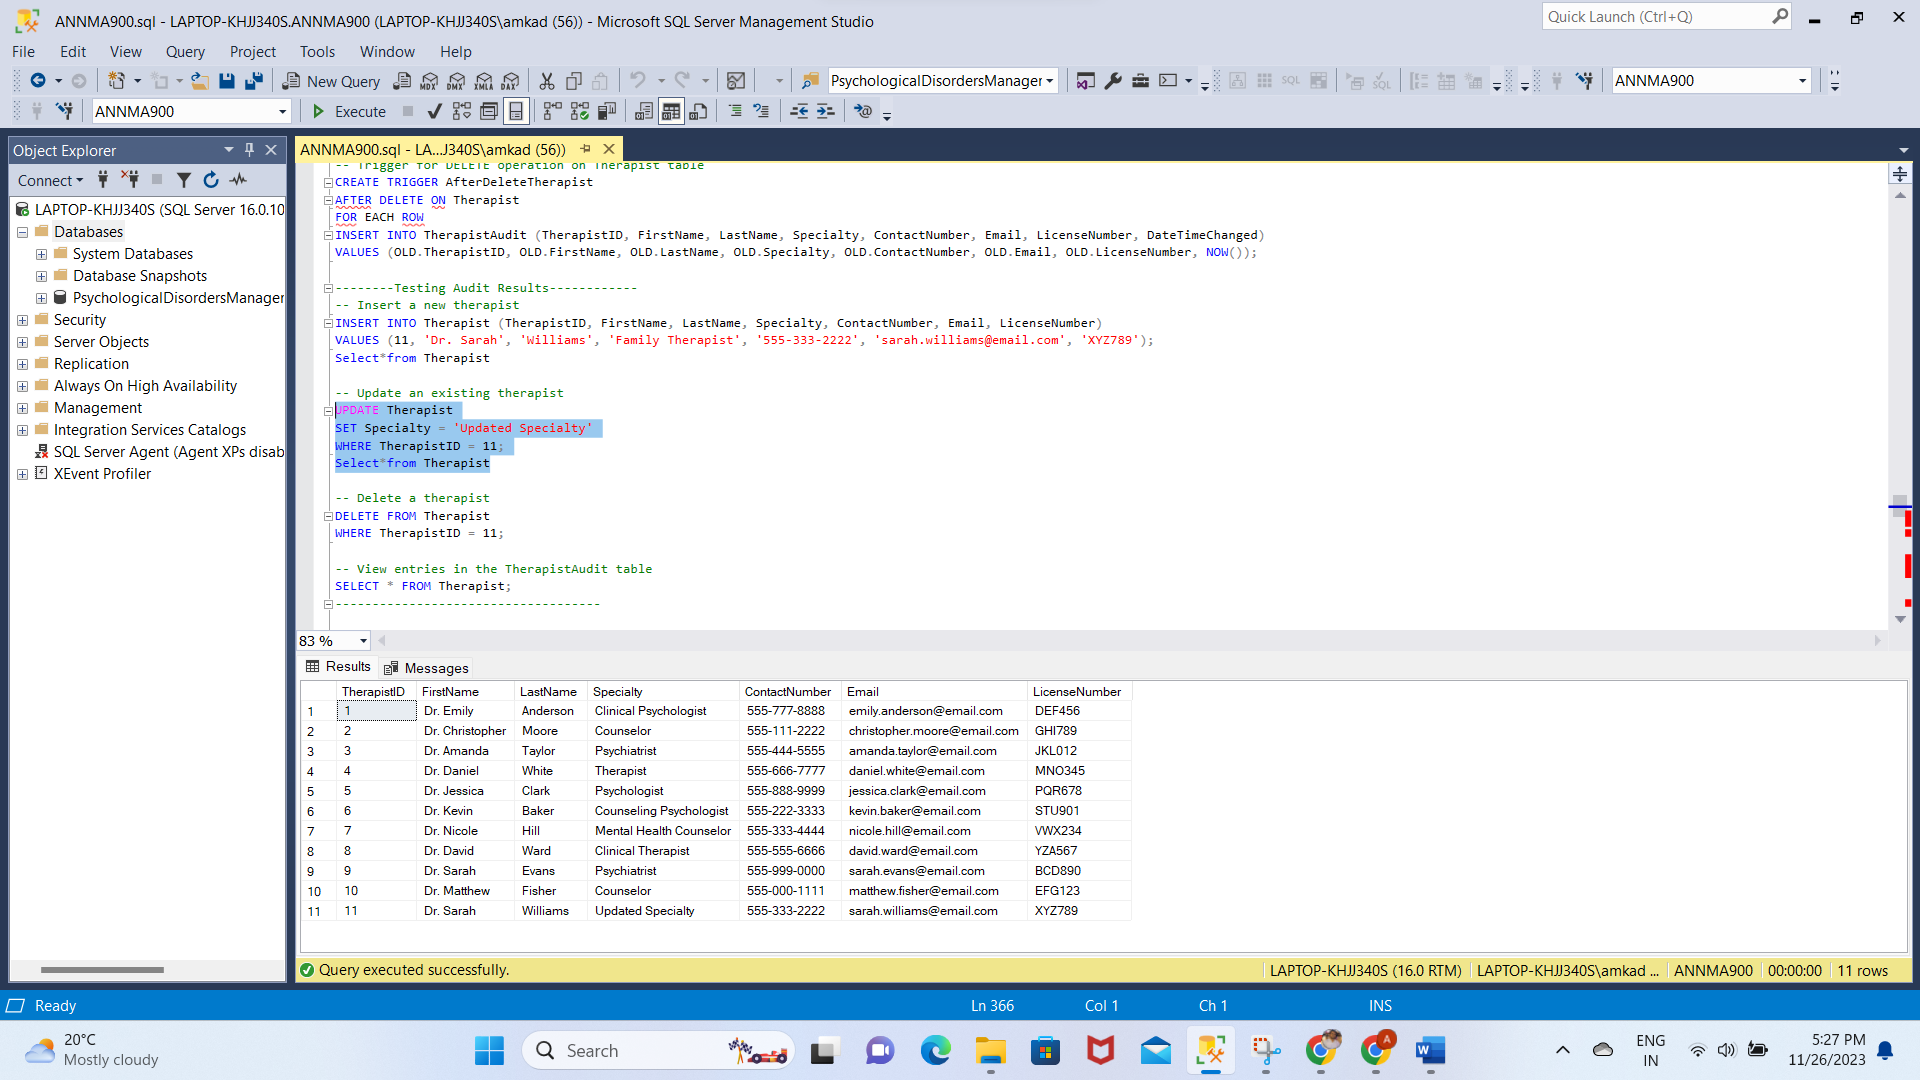 ANNMA900.sql - LAPTOP-KHJJ340S.ANNMA900 (LAPTOP-KHJJ340S\amkad (56)) - Microsoft SQL Server Management Studio
Quick Launch (Ctrl+Q)
File Edit View Query Project Tools Window Help
New Query
MDX DMX XMLA DAX
PsychologicalDisordersManager
SQL
ANNMA900
ANNMA900
Execute
Object Explorer
Connect
LAPTOP-KHJJ340S (SQL Server 16.0.10
Databases
System Databases
Database Snapshots
PsychologicalDisordersManager
Security
Server Objects
Replication
Always On High Availability
Management
Integration Services Catalogs
SQL Server Agent (Agent XPs disab
XEvent Profiler
ANNMA900.sql - LA...J340S\amkad (56))
-- Trigger for DELETE operation on Therapist table
CREATE TRIGGER AfterDeleteTherapist
AFTER DELETE ON Therapist
FOR EACH ROW
INSERT INTO TherapistAudit (TherapistID, FirstName, LastName, Specialty, ContactNumber, Email, LicenseNumber, DateTimeChanged)
VALUES (OLD.TherapistID, OLD.FirstName, OLD.LastName, OLD.Specialty, OLD.ContactNumber, OLD.Email, OLD.LicenseNumber, NOW());
--------Testing Audit Results------------
-- Insert a new therapist
INSERT INTO Therapist (TherapistID, FirstName, LastName, Specialty, ContactNumber, Email, LicenseNumber)
VALUES (11, 'Dr. Sarah', 'Williams', 'Family Therapist', '555-333-2222', 'sarah.williams@email.com', 'XYZ789');
Select*from Therapist
-- Update an existing therapist
UPDATE Therapist
SET Specialty = 'Updated Specialty'
WHERE TherapistID = 11;
Select*from Therapist
-- Delete a therapist
DELETE FROM Therapist
WHERE TherapistID = 11;
-- View entries in the TherapistAudit table
SELECT * FROM Therapist;
------------------------------------
83 %
Results Messages
TherapistID FirstName LastName Specialty ContactNumber Email LicenseNumber
1 1 Dr. Emily Anderson Clinical Psychologist 555-777-8888 emily.anderson@email.com DEF456
2 2 Dr. Christopher Moore Counselor 555-111-2222 christopher.moore@email.com GHI789
3 3 Dr. Amanda Taylor Psychiatrist 555-444-5555 amanda.taylor@email.com JKL012
4 4 Dr. Daniel White Therapist 555-666-7777 daniel.white@email.com MNO345
5 5 Dr. Jessica Clark Psychologist 555-888-9999 jessica.clark@email.com PQR678
6 6 Dr. Kevin Baker Counseling Psychologist 555-222-3333 kevin.baker@email.com STU901
7 7 Dr. Nicole Hill Mental Health Counselor 555-333-4444 nicole.hill@email.com VWX234
8 8 Dr. David Ward Clinical Therapist 555-555-6666 david.ward@email.com YZA567
9 9 Dr. Sarah Evans Psychiatrist 555-999-0000 sarah.evans@email.com BCD890
10 10 Dr. Matthew Fisher Counselor 555-000-1111 matthew.fisher@email.com EFG123
11 11 Dr. Sarah Williams Updated Specialty 555-333-2222 sarah.williams@email.com XYZ789
Query executed successfully.
LAPTOP-KHJJ340S (16.0 RTM) LAPTOP-KHJJ340S\amkad ... ANNMA900 00:00:00 11 rows
Ready Ln 366 Col 1 Ch 1 INS
20°C
Mostly cloudy
Search
ENG
IN
5:27 PM
11/26/2023